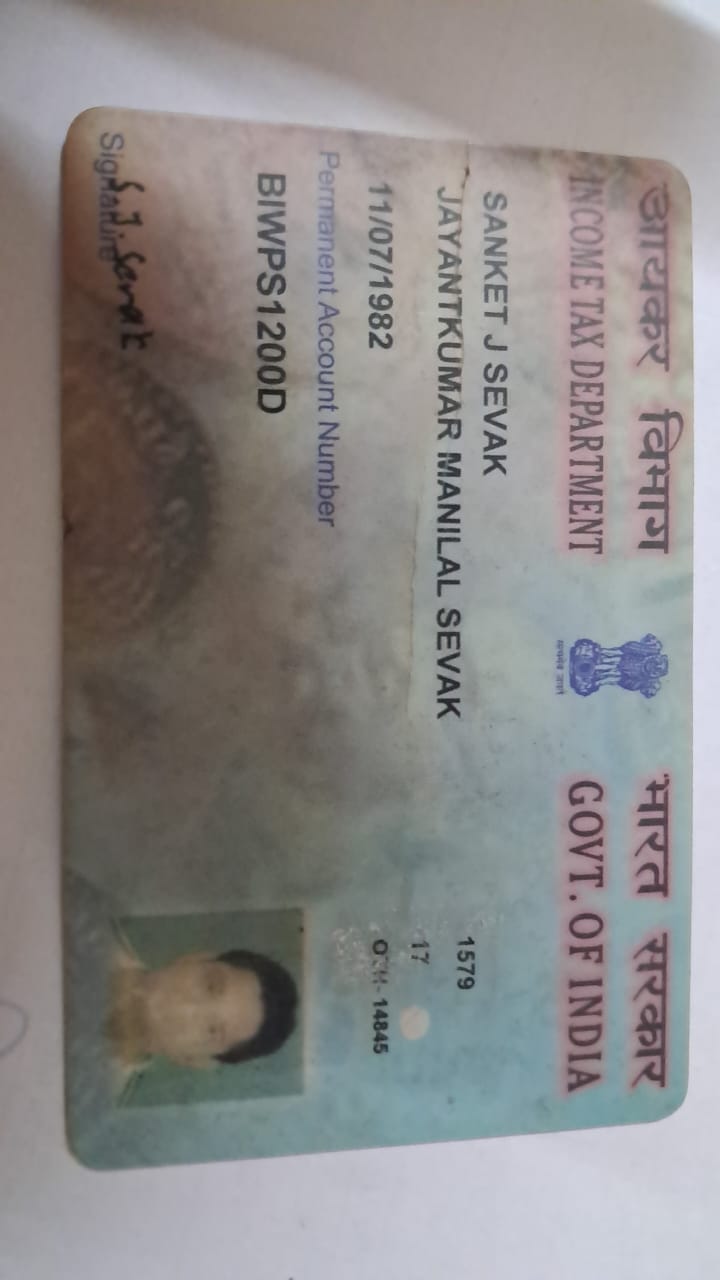 आयकर विभाग
INCOME TAX DEPARTMENT
भारत सरकार
GOVT. OF INDIA
सत्यमेव जयते
SANKET J SEVAK
JAYANTKUMAR MANILAL SEVAK
11/07/1982
Permanent Account Number
BIWPS1200D
1579
17
14845
S. J. Sevak
Signature